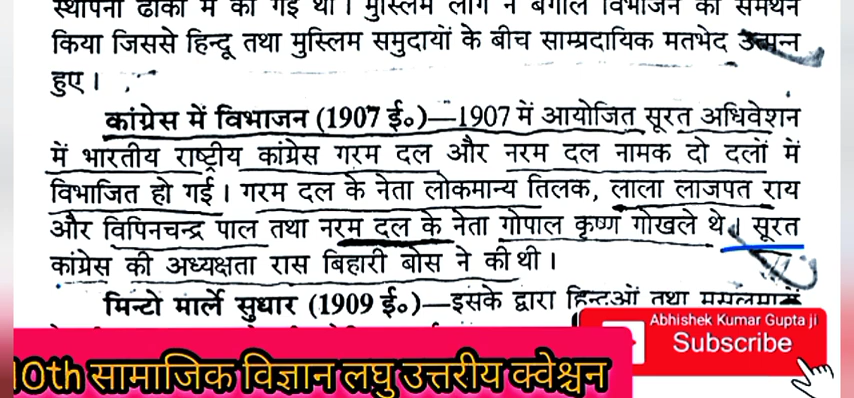 स्थापना ढाका में की गई थी। मुस्लिम लीग ने बंगाल विभाजन का समर्थन
किया जिससे हिन्दू तथा मुस्लिम समुदायों के बीच साम्प्रदायिक मतभेद उत्पन्न
हुए।
कांग्रेस में विभाजन (1907 ई०)—1907 में आयोजित सूरत अधिवेशन
में भारतीय राष्ट्रीय कांग्रेस गरम दल और नरम दल नामक दो दलों में
विभाजित हो गई। गरम दल के नेता लोकमान्य तिलक, लाला लाजपत राय
और विपिनचन्द्र पाल तथा नरम दल के नेता गोपाल कृष्ण गोखले थे। सूरत
कांग्रेस की अध्यक्षता रास बिहारी बोस ने की थी।
मिन्टो मार्ले सुधार (1909 ई०)—इसके द्वारा हिन्दुओं तथा मुसलमानों
Abhishek Kumar Gupta ji
Subscribe
10th सामाजिक विज्ञान लघु उत्तरीय क्वेश्चन